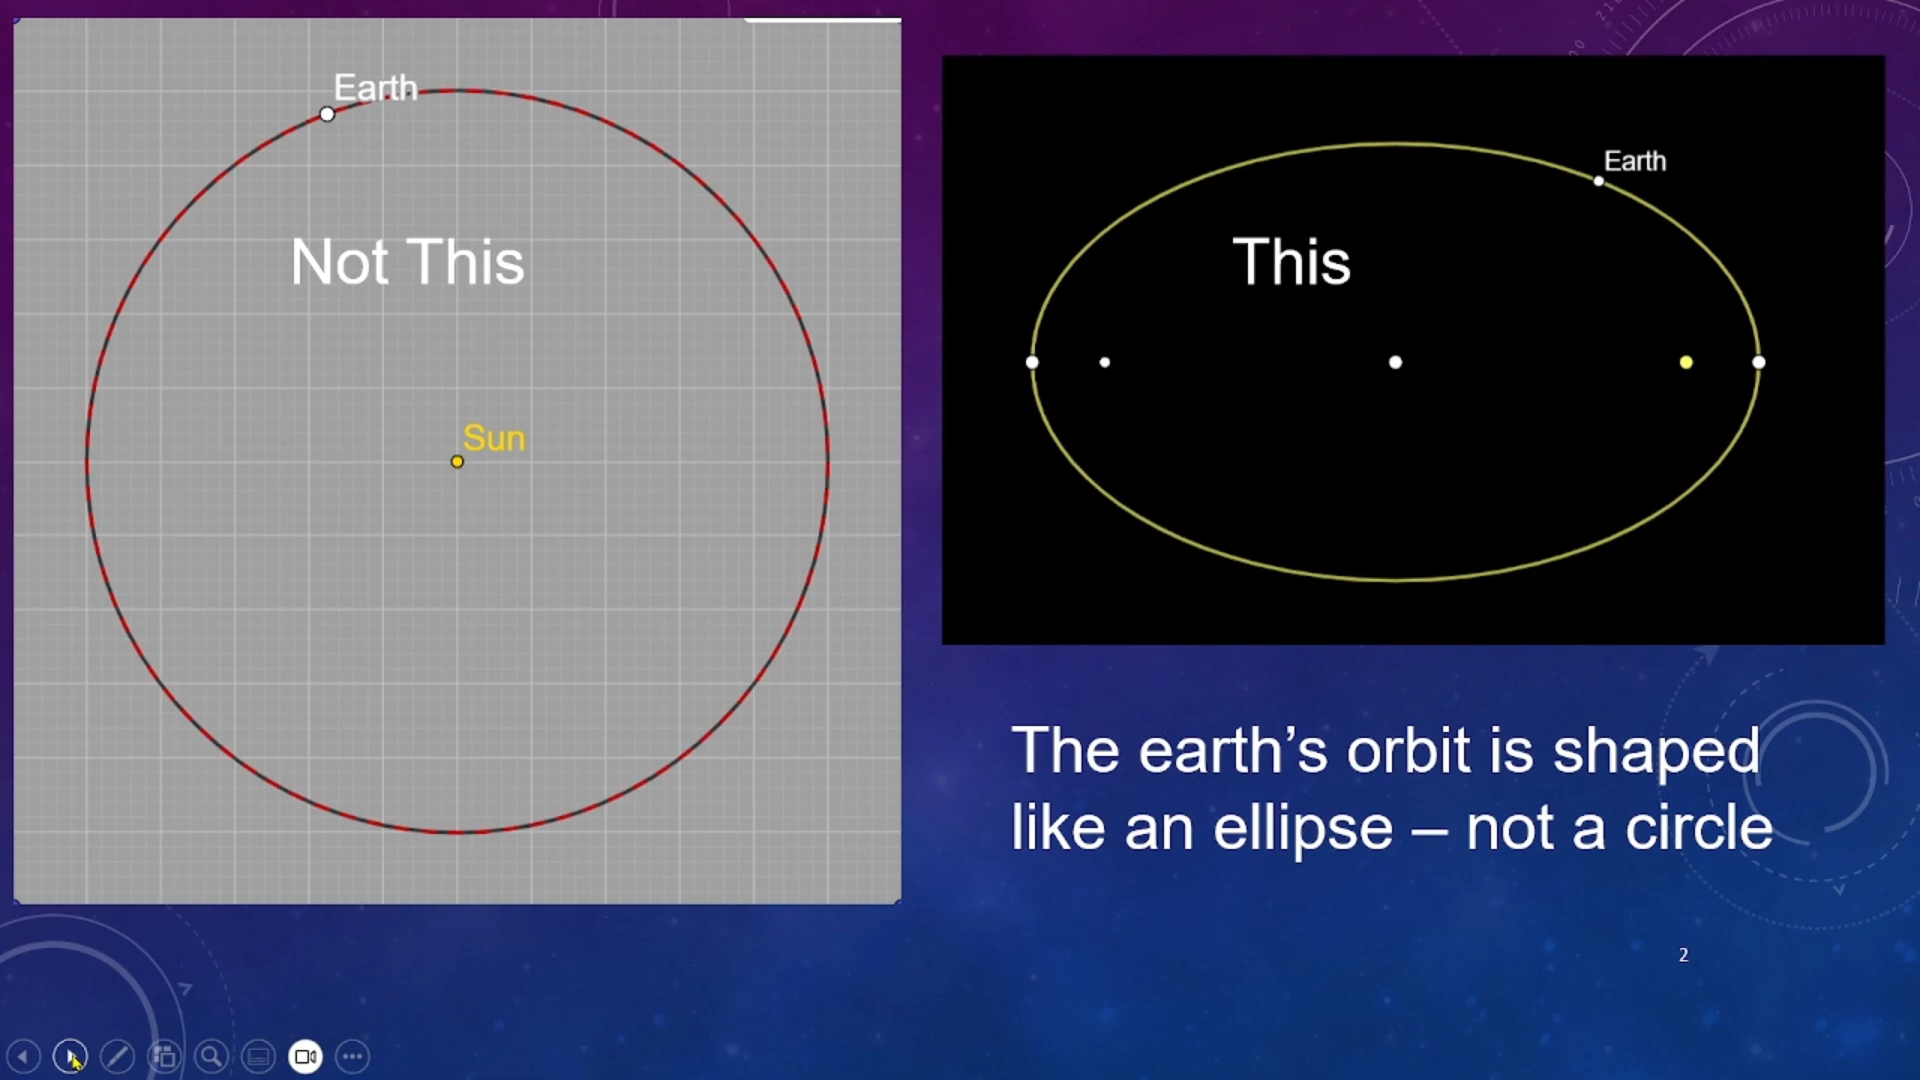 Earth
Not This
Sun
Earth
This
The earth’s orbit is shaped
like an ellipse – not a circle
2